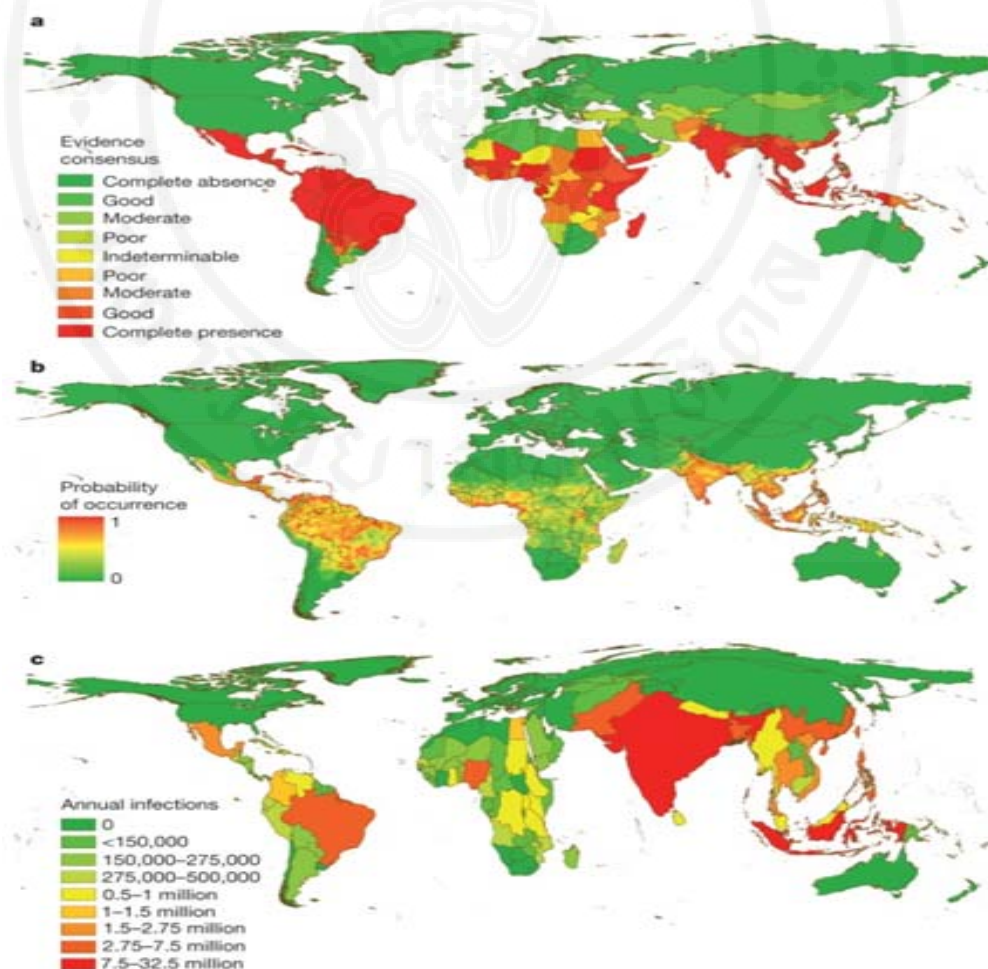 a
Evidence
consensus
Complete absence
Good
Moderate
Poor
Indeterminable
Poor
Moderate
Good
Complete presence
b
Probability
of occurrence
1
0
c
Annual infections
0
<150,000
150,000–275,000
275,000–500,000
0.5–1 million
1–1.5 million
1.5–2.75 million
2.75–7.5 million
7.5–32.5 million